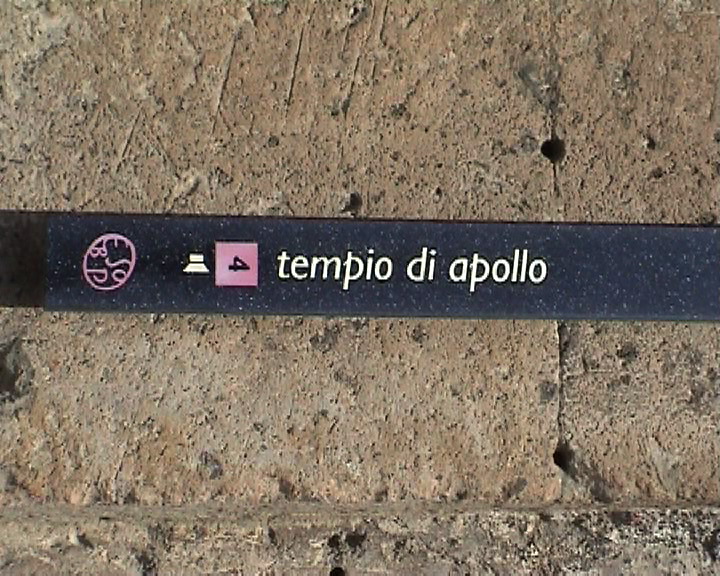 4 tempio di apollo